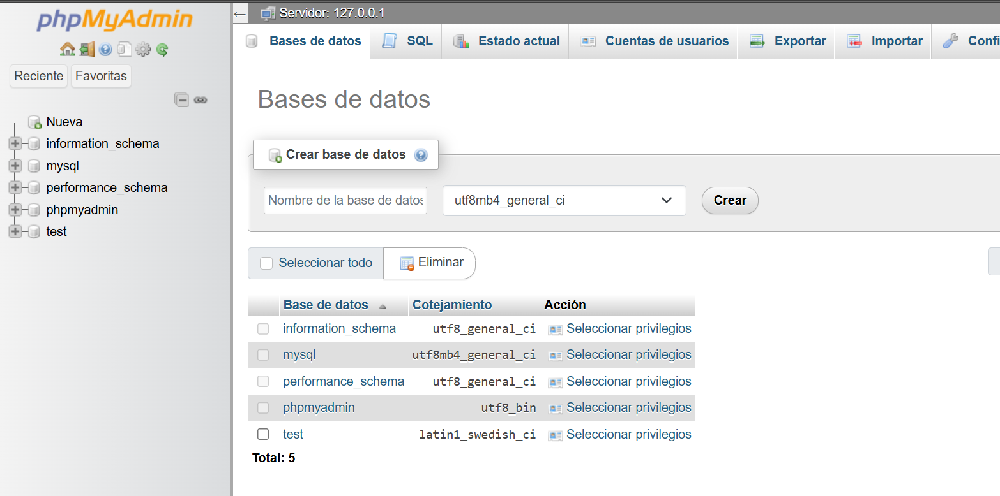 phpMyAdmin
Reciente Favoritas
Nueva
information_schema
mysql
performance_schema
phpmyadmin
test
Servidor: 127.0.0.1
Bases de datos SQL Estado actual Cuentas de usuarios Exportar Importar Confi
Bases de datos
Crear base de datos
Nombre de la base de datos utf8mb4_general_ci Crear
Seleccionar todo Eliminar
Base de datos Cotejamiento Acción
information_schema utf8_general_ci Seleccionar privilegios
mysql utf8mb4_general_ci Seleccionar privilegios
performance_schema utf8_general_ci Seleccionar privilegios
phpmyadmin utf8_bin Seleccionar privilegios
test latin1_swedish_ci Seleccionar privilegios
Total: 5